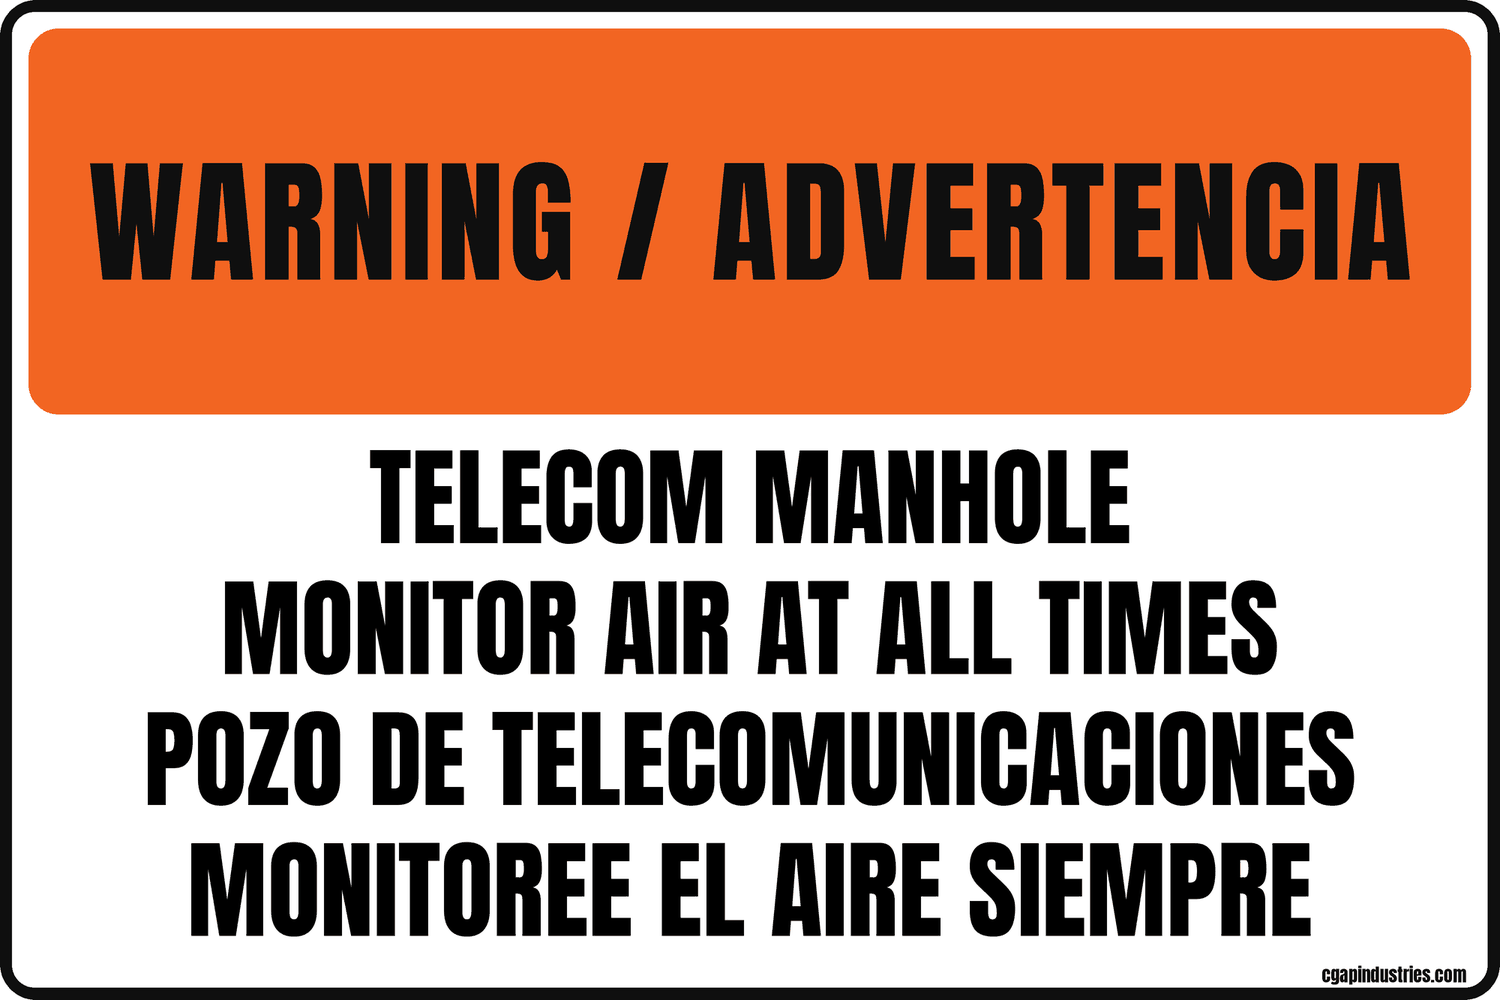 WARNING / ADVERTENCIA
TELECOM MANHOLE
MONITOR AIR AT ALL TIMES
POZO DE TELECOMUNICACIONES
MONITOREE EL AIRE SIEMPRE
cgapindustries.com